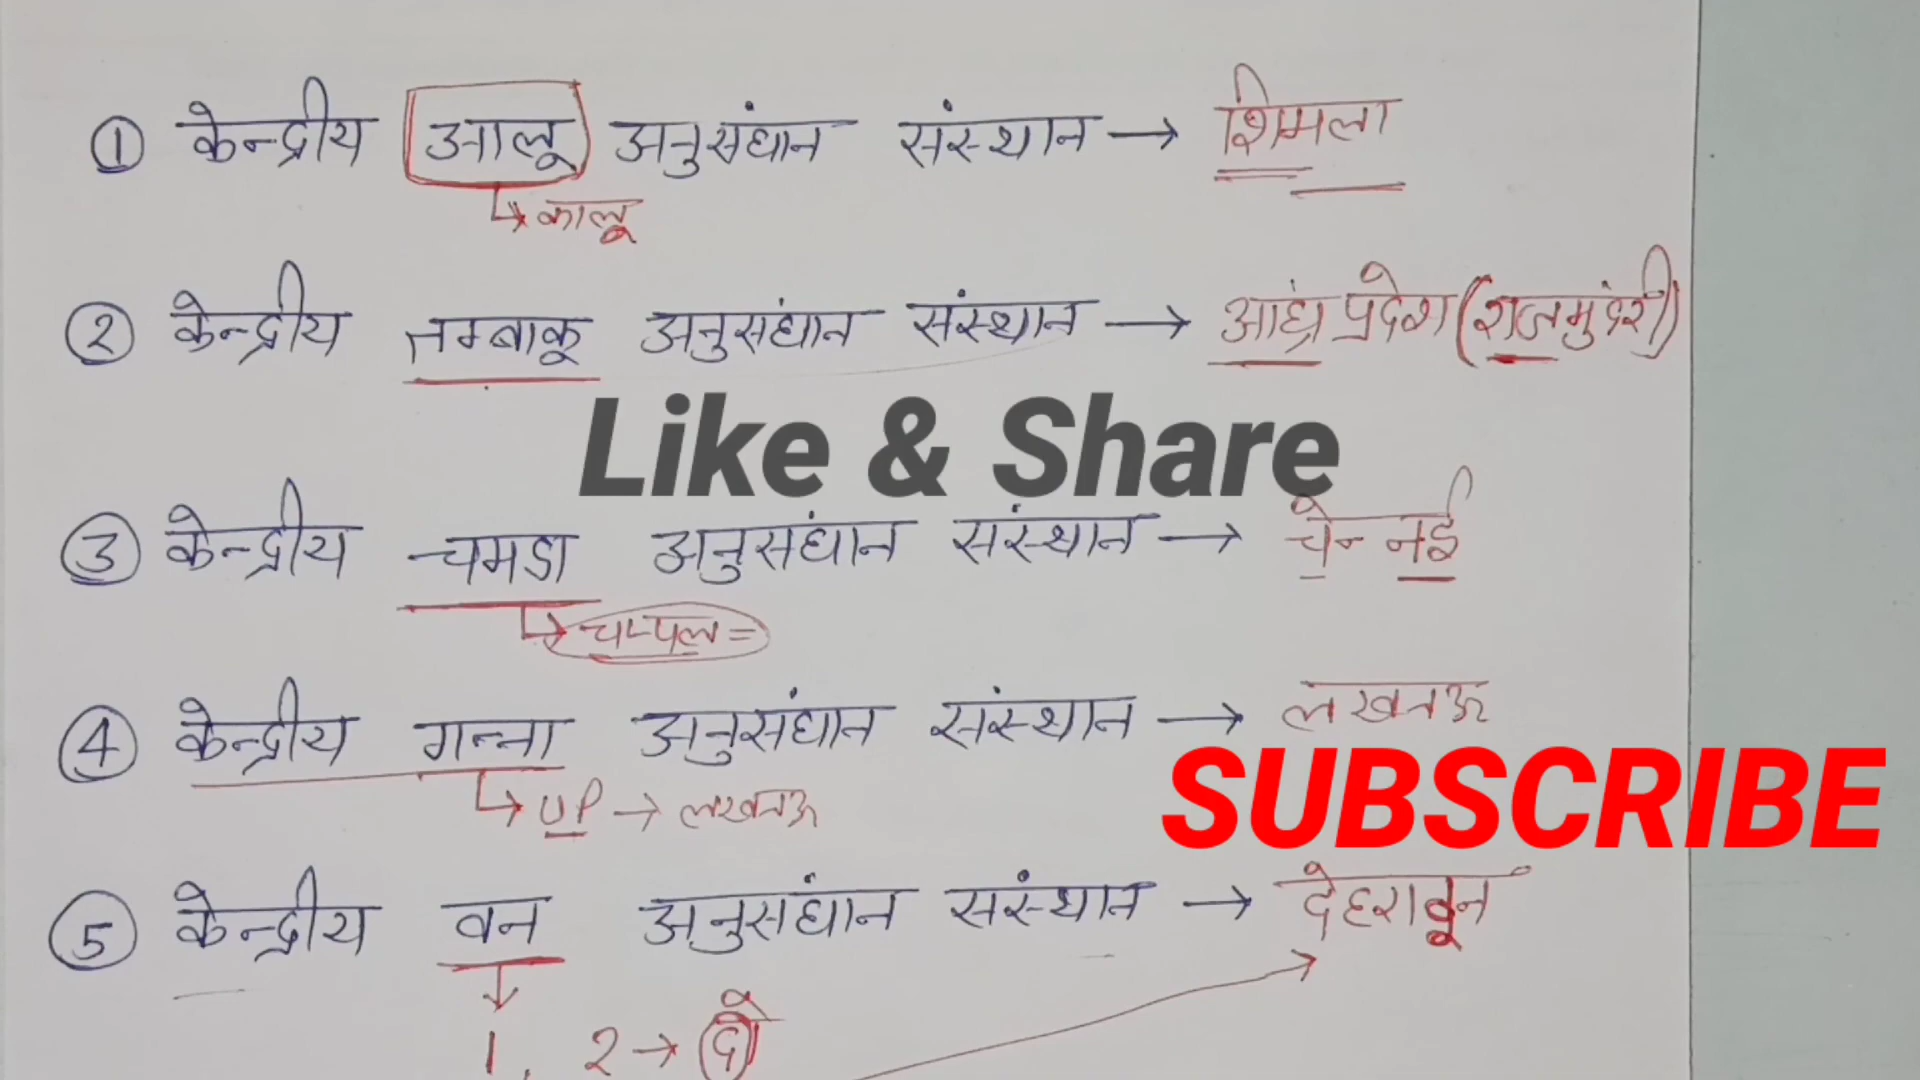 ① केन्द्रीय आलू अनुसंधान संस्थान → शिमला
↳ कालू
② केन्द्रीय तम्बाकू अनुसंधान संस्थान → आंध्र प्रदेश (राजमुंदरी)
Like & Share
③ केन्द्रीय चमडा अनुसंधान संस्थान → चेन्नई
↳ चप्पल =
④ केन्द्रीय गन्ना अनुसंधान संस्थान → लखनऊ
↳ UP → लखनऊ
SUBSCRIBE
⑤ केन्द्रीय वन अनुसंधान संस्थान → देहरादून
1, 2 → दो